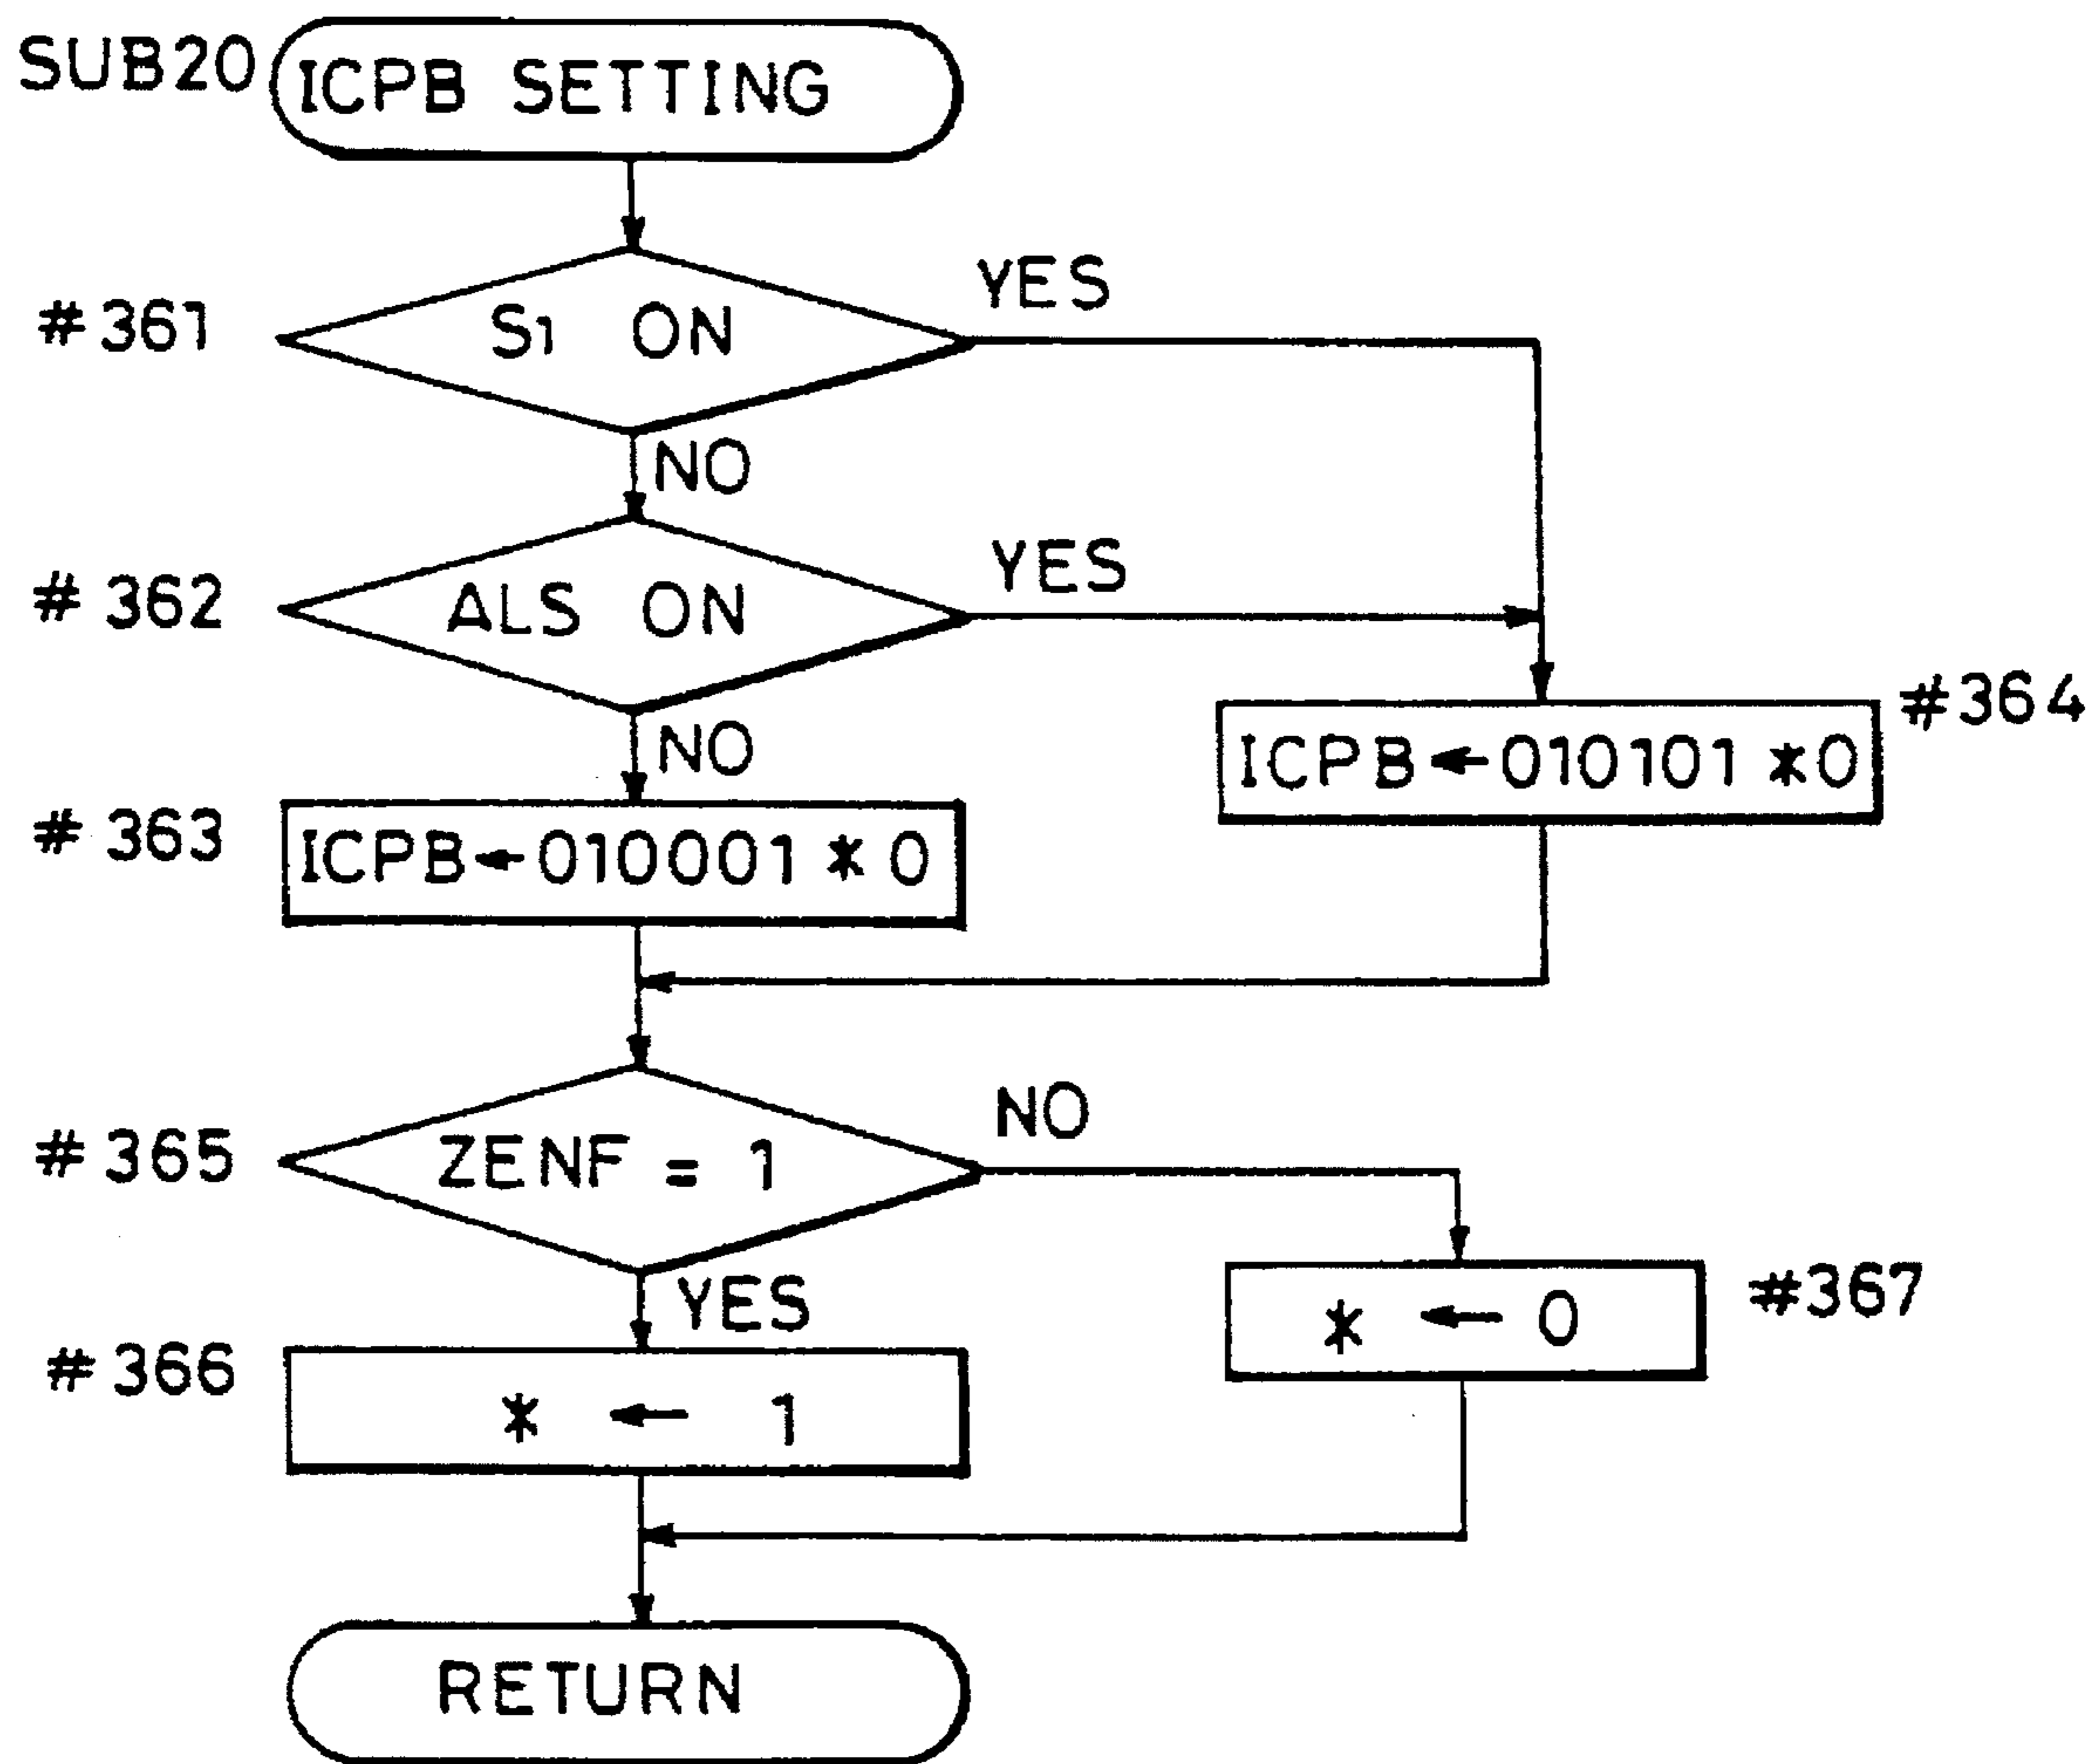 SUB20 ICPB SETTING
#361 S1 ON YES
NO
#362 ALS ON YES
NO
#364
ICPB←010101*0
#363 ICPB←010001*0
#365 ZENF = 1 NO
YES
#367
* ← 0
#366 * ← 1
RETURN